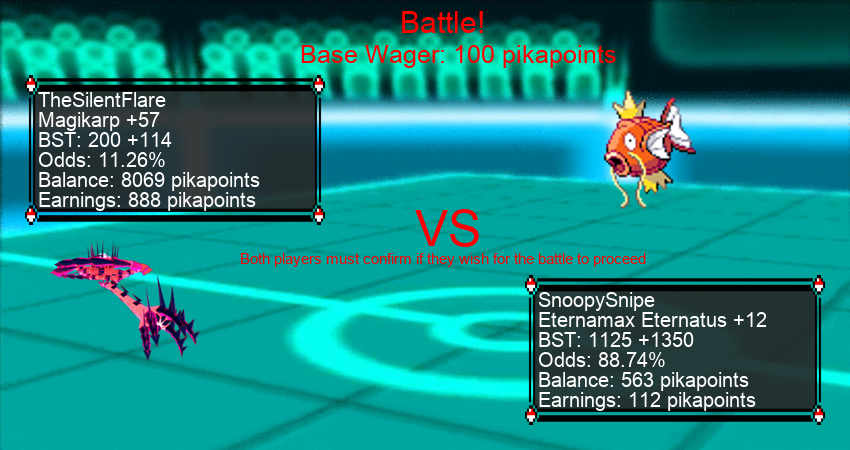 Battle!
Base Wager: 100 pikapoints
TheSilentFlare
Magikarp +57
BST: 200 +114
Odds: 11.26%
Balance: 8069 pikapoints
Earnings: 888 pikapoints
VS
Both players must confirm if they wish for the battle to proceed
SnoopySnipe
Eternamax Eternatus +12
BST: 1125 +1350
Odds: 88.74%
Balance: 563 pikapoints
Earnings: 112 pikapoints